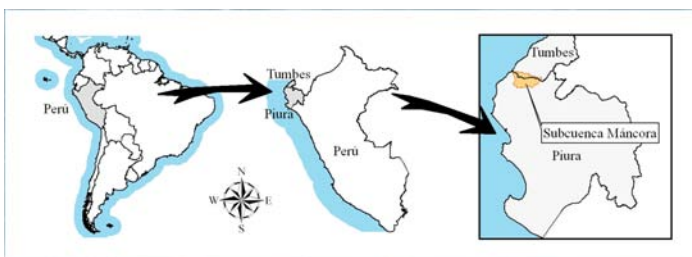 Perú
Tumbes
Piura
Perú
N
W E
S
Tumbes
Subcuenca Máncora
Piura